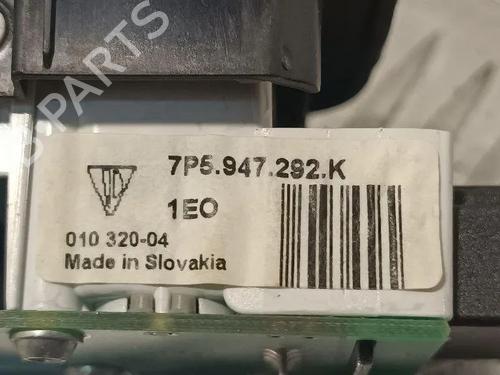 B PARTS
7P5.947.292.K
1EO
010 320-04
Made in Slovakia